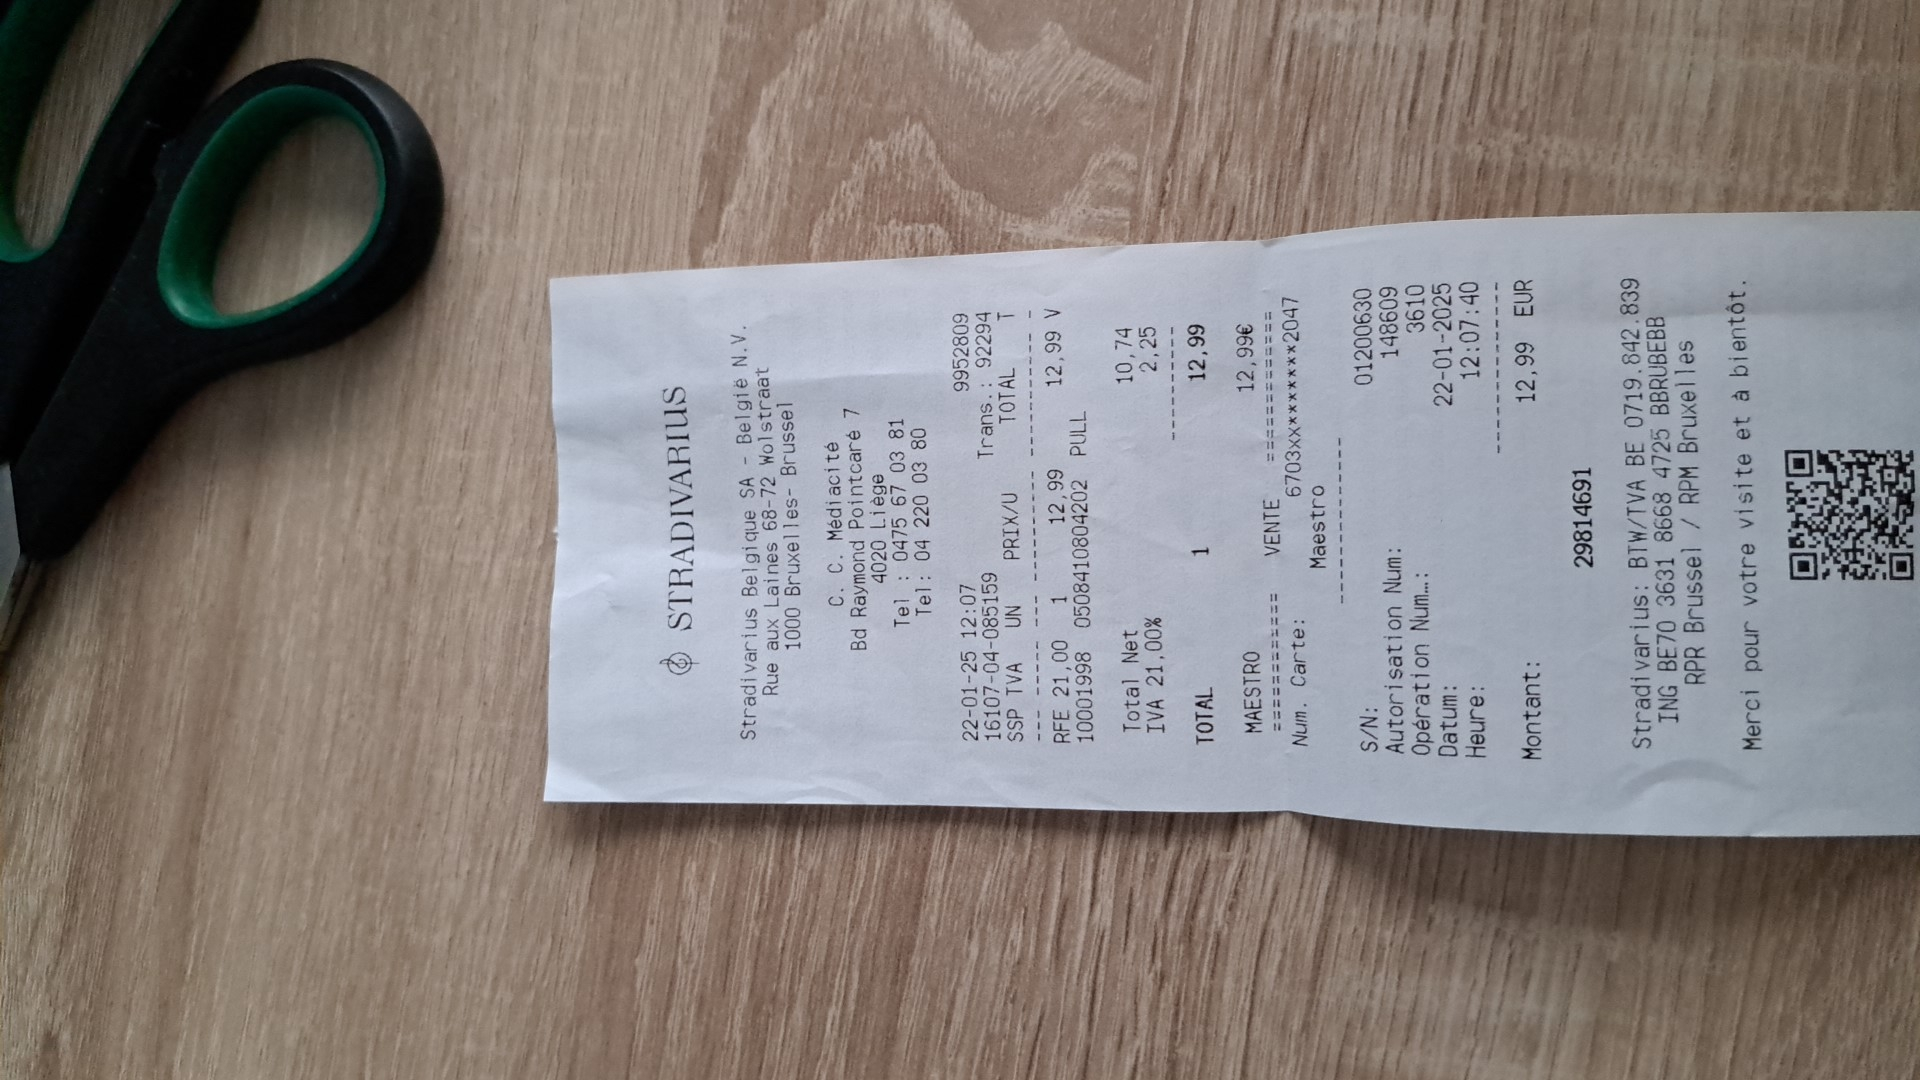 STRADIVARIUS
Stradivarius Belgique SA - België N.V.
Rue aux Laines 68-72 Wolstraat
1000 Bruxelles- Brussel
C. C. Médiacité
Bd Raymond Pointcaré 7
4020 Liège
Tel : 0475 67 03 81
Tel : 04 220 03 80
22-01-25 12:07 9952809
16107-04-085159 Trans.: 92294
SSP TVA UN PRIX/U TOTAL T
--- ----- --- ---------- ---------- -
RFE 21,00 1 12,99 12,99 V
10001998 05084108042​02 PULL
Total Net 10,74
IVA 21,00% 2,25
-----------
TOTAL 1 12,99
MAESTRO 12,99€
============ VENTE =============
Num. Carte: 6703xx*********2047
Maestro
----------------
S/N: 01200630
Autorisation Num: 148609
Opération Num…: 3610
Datum: 22-01-2025
Heure: 12:07:40
----------------
Montant: 12,99 EUR
29814691
Stradivarius: BTW/TVA BE 0719.842.839
ING BE70 3631 8668 4725 BBRUBEBB
RPR Brussel / RPM Bruxelles
Merci pour votre visite et à bientôt.